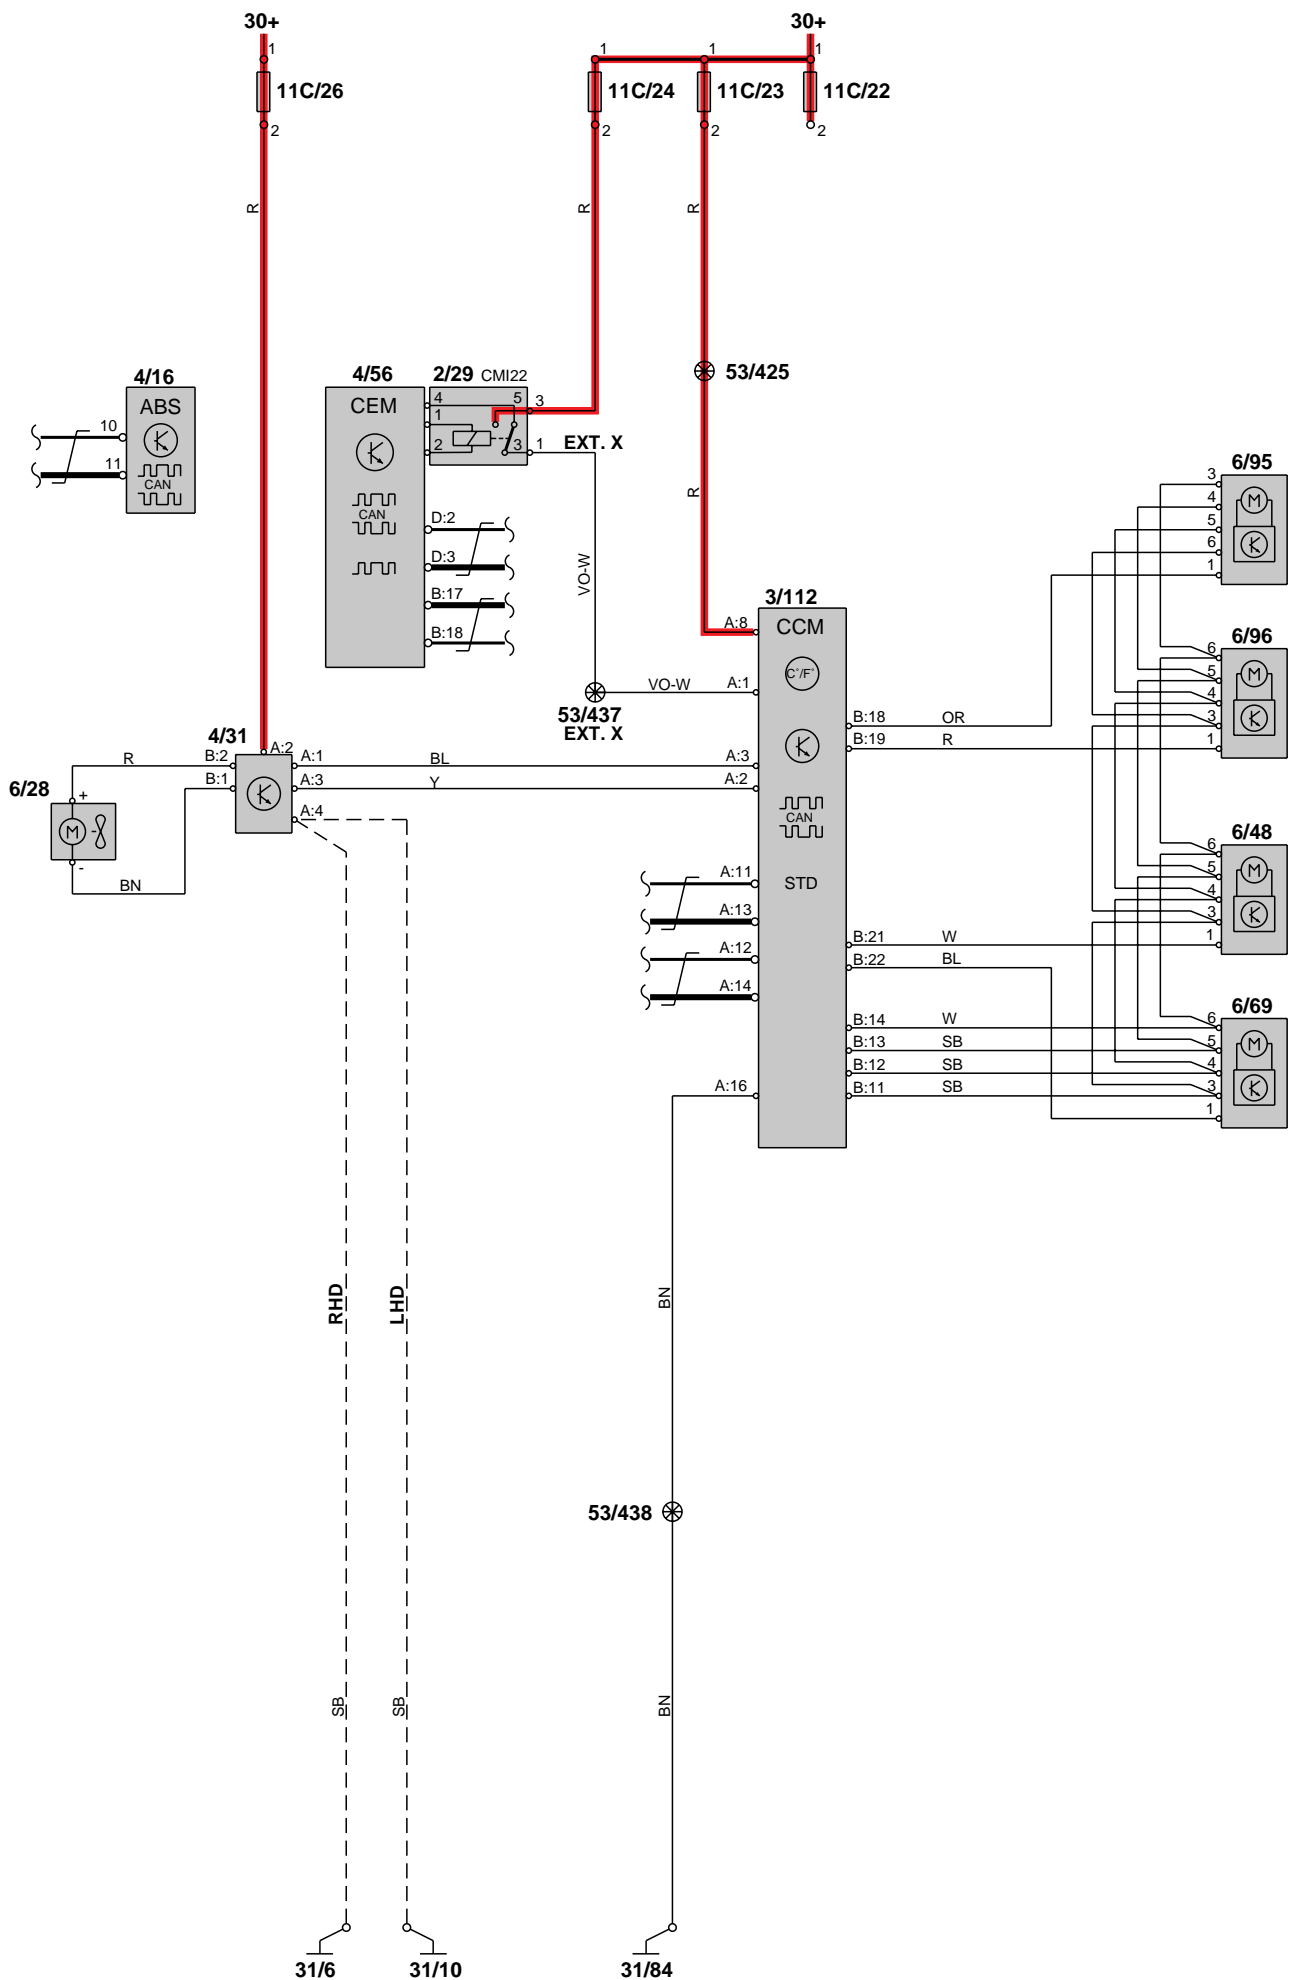 30+
30+
1
1
1
1
11C/26
11C/24
11C/23
11C/22
2
2
2
2
R
R
R
53/425
4/16
ABS
10
11
CAN
4/56
CEM
CAN
2/29 CMI22
4
5
3
1
2
3
1
EXT. X
D:2
D:3
B:17
B:18
R
VO-W
6/95
M
3
4
5
6
1
3/112
CCM
A:8
C°/F°
VO-W
A:1
53/437
EXT. X
6/96
M
6
5
4
3
1
B:18
OR
B:19
R
4/31
A:2
R
B:2
A:1
BL
A:3
B:1
A:3
Y
A:2
A:4
6/28
+
M
-
BN
CAN
STD
A:11
A:13
A:12
A:14
6/48
M
6
5
4
3
1
B:21
W
B:22
BL
6/69
M
6
5
4
3
1
B:14
W
B:13
SB
B:12
SB
B:11
SB
A:16
RHD
LHD
BN
53/438
SB
SB
BN
31/6
31/10
31/84